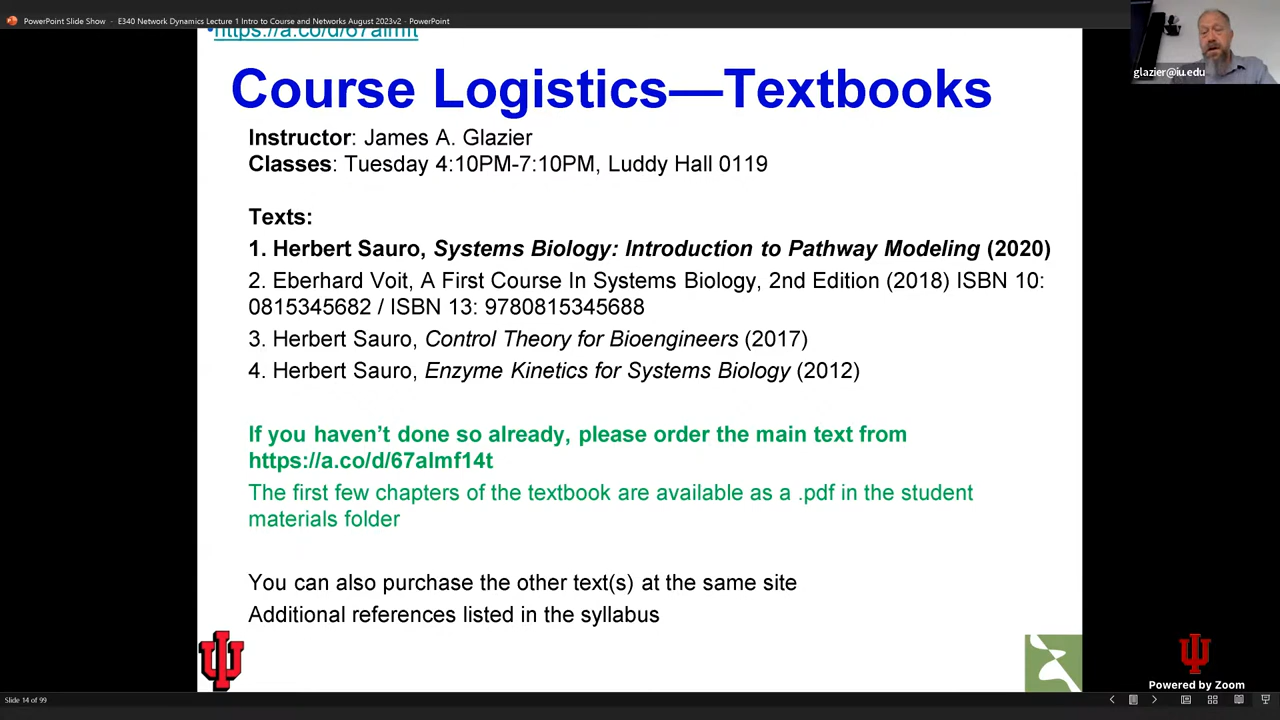 PowerPoint Slide Show - E340 Network Dynamics Lecture 1 Intro to Course and Networks August 2023v2 - PowerPoint
glazier@iu.edu
Course Logistics—Textbooks
Instructor: James A. Glazier
Classes: Tuesday 4:10PM-7:10PM, Luddy Hall 0119
Texts:
1. Herbert Sauro, Systems Biology: Introduction to Pathway Modeling (2020)
2. Eberhard Voit, A First Course In Systems Biology, 2nd Edition (2018) ISBN 10:
0815345682 / ISBN 13: 9780815345688
3. Herbert Sauro, Control Theory for Bioengineers (2017)
4. Herbert Sauro, Enzyme Kinetics for Systems Biology (2012)
If you haven’t done so already, please order the main text from
https://a.co/d/67almf14t
The first few chapters of the textbook are available as a .pdf in the student
materials folder
You can also purchase the other text(s) at the same site
Additional references listed in the syllabus
Powered by Zoom
Slide 14 of 99